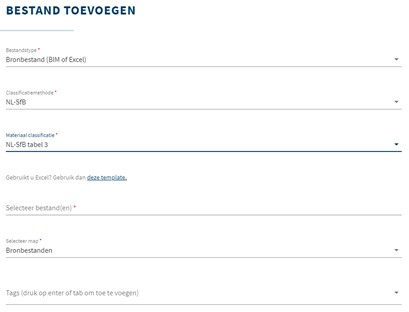 BESTAND TOEVOEGEN
Bestandstype *
Bronbestand (BIM of Excel)
Classificatiemethode *
NL-SfB
Materiaal classificatie *
NL-SfB tabel 3
Gebruikt u Excel? Gebruik dan deze template.
Selecteer bestand(en) *
Selecteer map *
Bronbestanden
Tags (druk op enter of tab om toe te voegen)